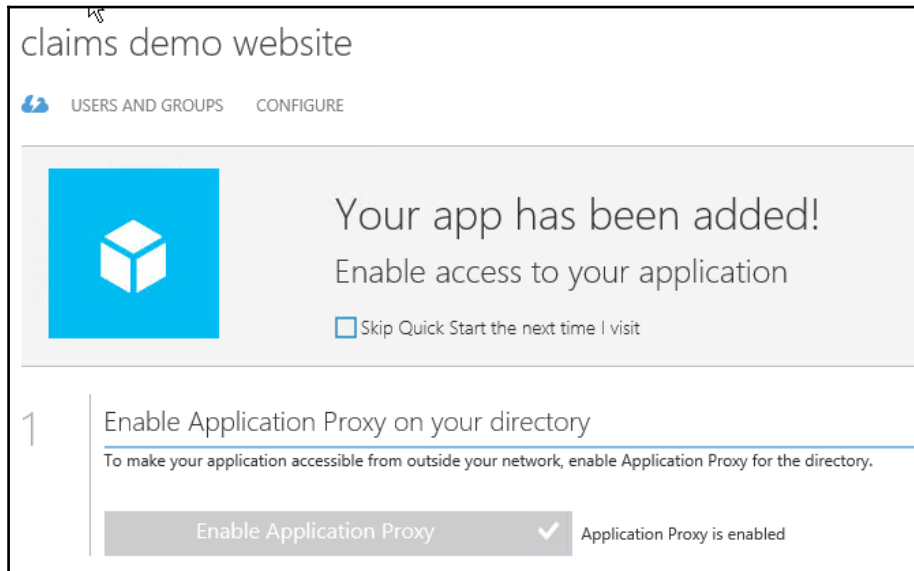 claims demo website
USERS AND GROUPS CONFIGURE
Your app has been added!
Enable access to your application
Skip Quick Start the next time I visit
1 Enable Application Proxy on your directory
To make your application accessible from outside your network, enable Application Proxy for the directory.
Enable Application Proxy Application Proxy is enabled